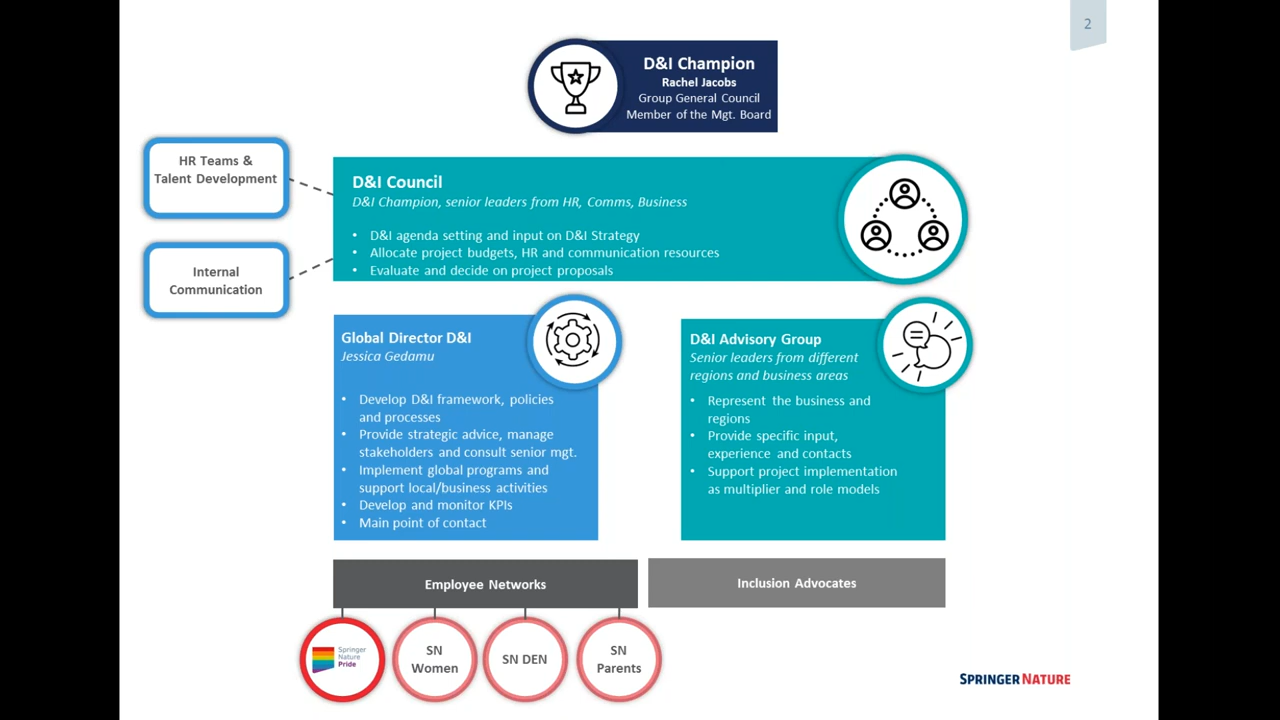 2
D&I Champion
Rachel Jacobs
Group General Council
Member of the Mgt. Board
HR Teams &
Talent Development
Internal
Communication
D&I Council
D&I Champion, senior leaders from HR, Comms, Business
• D&I agenda setting and input on D&I Strategy
• Allocate project budgets, HR and communication resources
• Evaluate and decide on project proposals
Global Director D&I
Jessica Gedamu
• Develop D&I framework, policies
and processes
• Provide strategic advice, manage
stakeholders and consult senior mgt.
• Implement global programs and
support local/business activities
• Develop and monitor KPIs
• Main point of contact
D&I Advisory Group
Senior leaders from different
regions and business areas
• Represent the business and
regions
• Provide specific input,
experience and contacts
• Support project implementation
as multiplier and role models
Employee Networks
Inclusion Advocates
Springer
Nature
Pride
SN
Women
SN DEN
SN
Parents
SPRINGER NATURE